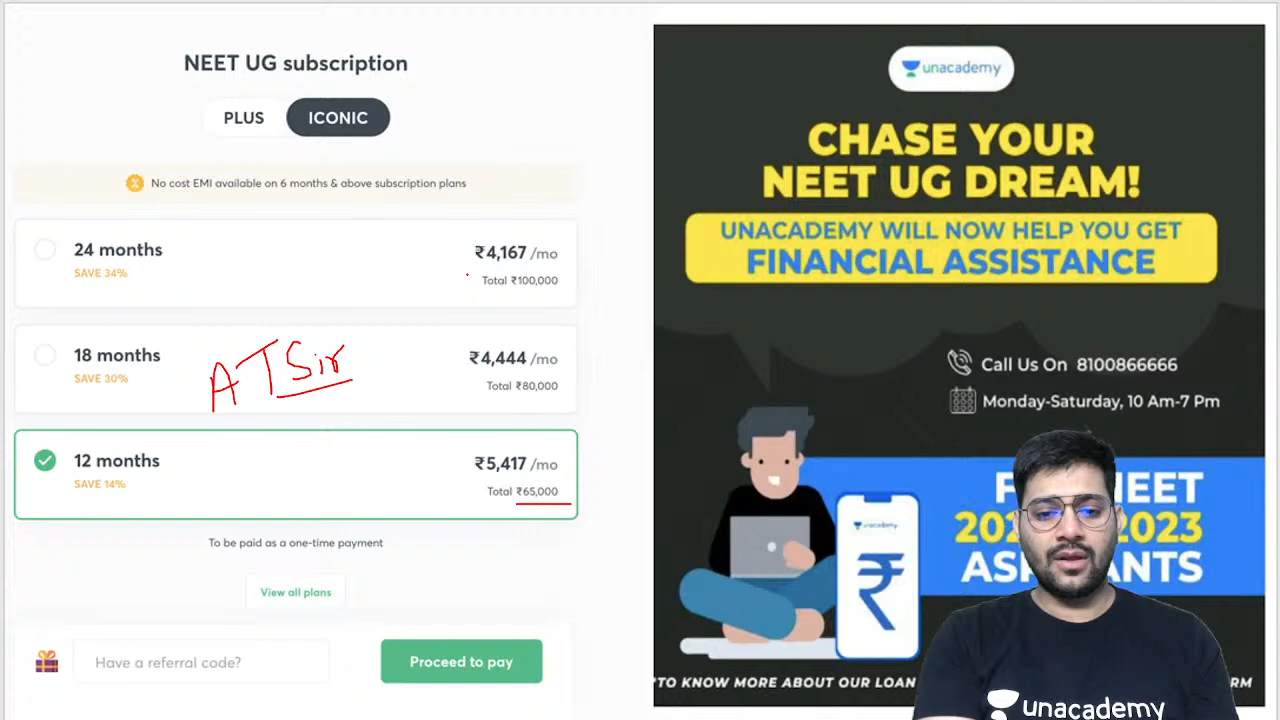 NEET UG subscription
PLUS
ICONIC
No cost EMI available on 6 months & above subscription plans
24 months
SAVE 34%
₹4,167 /mo
Total ₹100,000
18 months
SAVE 30%
₹4,444 /mo
Total ₹80,000
AT Sir
12 months
SAVE 14%
₹5,417 /mo
Total ₹65,000
To be paid as a one-time payment
View all plans
Have a referral code?
Proceed to pay
unacademy
CHASE YOUR
NEET UG DREAM!
UNACADEMY WILL NOW HELP YOU GET
FINANCIAL ASSISTANCE
Call Us On 8100866666
Monday-Saturday, 10 Am-7 Pm
NEET
2023
unacademy
₹
TO KNOW MORE ABOUT OUR LOAN
unacademy